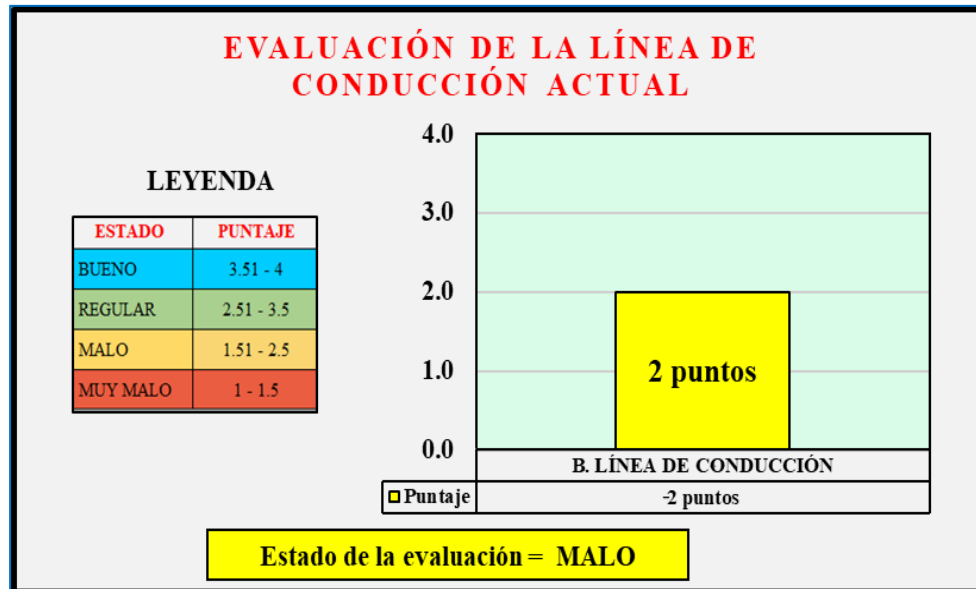 EVALUACIÓN DE LA LÍNEA DE
CONDUCCIÓN ACTUAL
LEYENDA
ESTADO PUNTAJE
BUENO 3.51 - 4
REGULAR 2.51 - 3.5
MALO 1.51 - 2.5
MUY MALO 1 - 1.5
4.0
3.0
2.0
1.0
0.0
2 puntos
B. LÍNEA DE CONDUCCIÓN
Puntaje -2 puntos
Estado de la evaluación = MALO